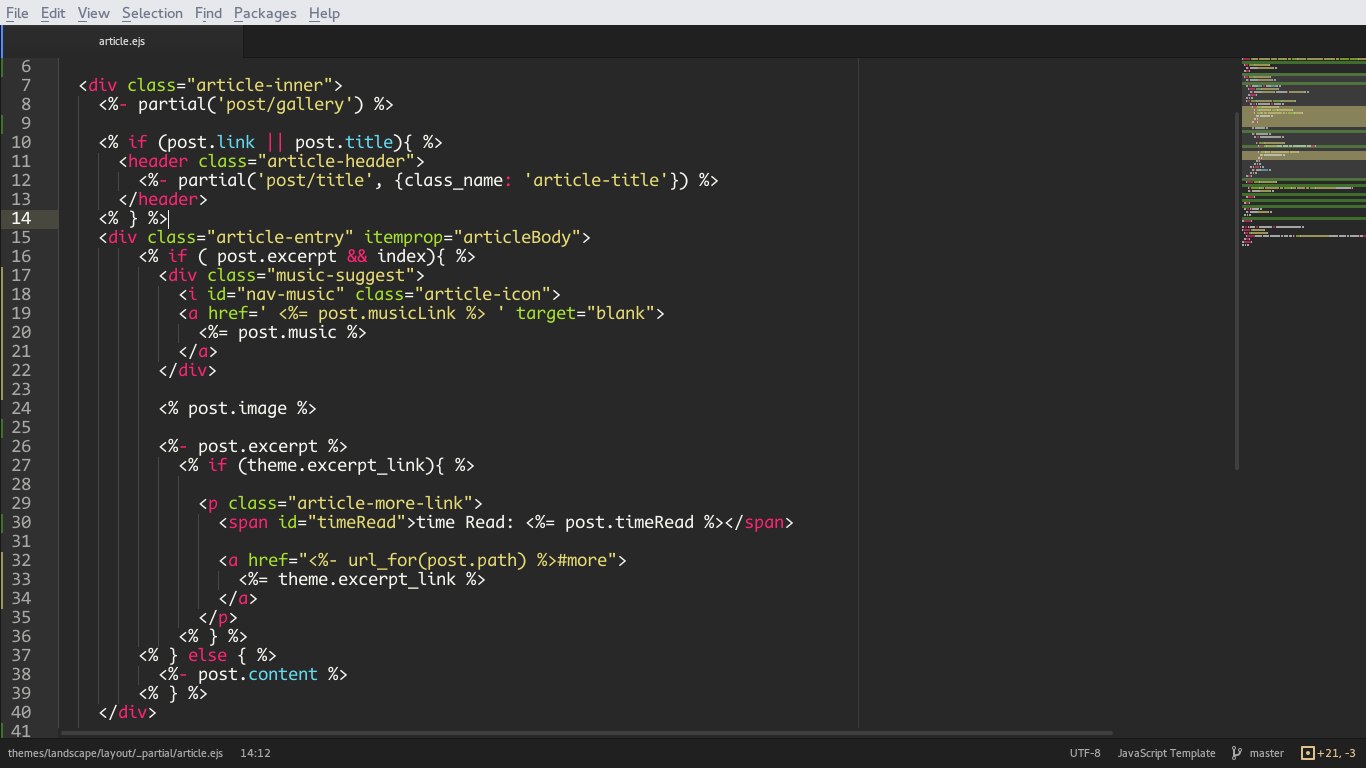 File Edit View Selection Find Packages Help
article.ejs
6
7 <div class="article-inner">
8 <%- partial('post/gallery') %>
9
10 <% if (post.link || post.title){ %>
11 <header class="article-header">
12 <%- partial('post/title', {class_name: 'article-title'}) %>
13 </header>
14 <% } %>
15 <div class="article-entry" itemprop="articleBody">
16 <% if ( post.excerpt && index){ %>
17 <div class="music-suggest">
18 <i id="nav-music" class="article-icon">
19 <a href=' <%= post.musicLink %> ' target="blank">
20 <%= post.music %>
21 </a>
22 </div>
23
24 <% post.image %>
25
26 <%- post.excerpt %>
27 <% if (theme.excerpt_link){ %>
28
29 <p class="article-more-link">
30 <span id="timeRead">time Read: <%= post.timeRead %></span>
31
32 <a href="<%- url_for(post.path) %>#more">
33 <%= theme.excerpt_link %>
34 </a>
35 </p>
36 <% } %>
37 <% } else { %>
38 <%- post.content %>
39 <% } %>
40 </div>
41
themes/landscape/layout/_partial/article.ejs 14:12 UTF-8 JavaScript Template master +21, -3